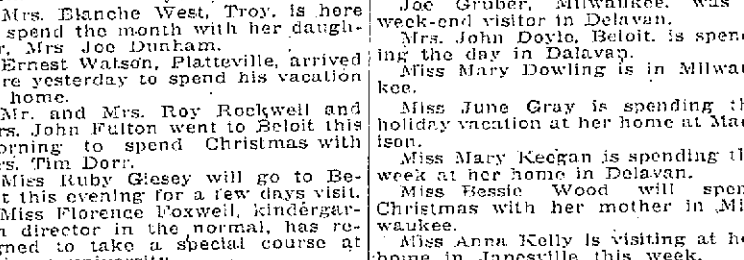 Mrs. Blanche West, Troy, is here
spend the month with her daugh-
r, Mrs Joe Dunham.
Ernest Watson, Platteville, arrived
re yesterday to spend his vacation
home.
Mr. and Mrs. Roy Rockwell and
rs. John Fulton went to Beloit this
orning to spend Christmas with
rs. Tim Dorr.
Miss Ruby Giesey will go to Be-
t this evening for a few days visit.
Miss Florence Foxwell, kindergar-
n director in the normal, has re-
gned to take a special course at
Joe Gruber, Milwaukee, was
week-end visitor in Delavan.
Mrs. John Doyle, Beloit, is spend
ing the day in Dalavan.
Miss Mary Dowling is in Milwau
kee.
Miss June Gray is spending th
holiday vacation at her home at Mad
ison.
Miss Mary Keegan is spending th
week at her home in Delavan.
Miss Bessie Wood will spen
Christmas with her mother in Mi
waukee.
Miss Anna Kelly is visiting at he
home in Janesville this week.